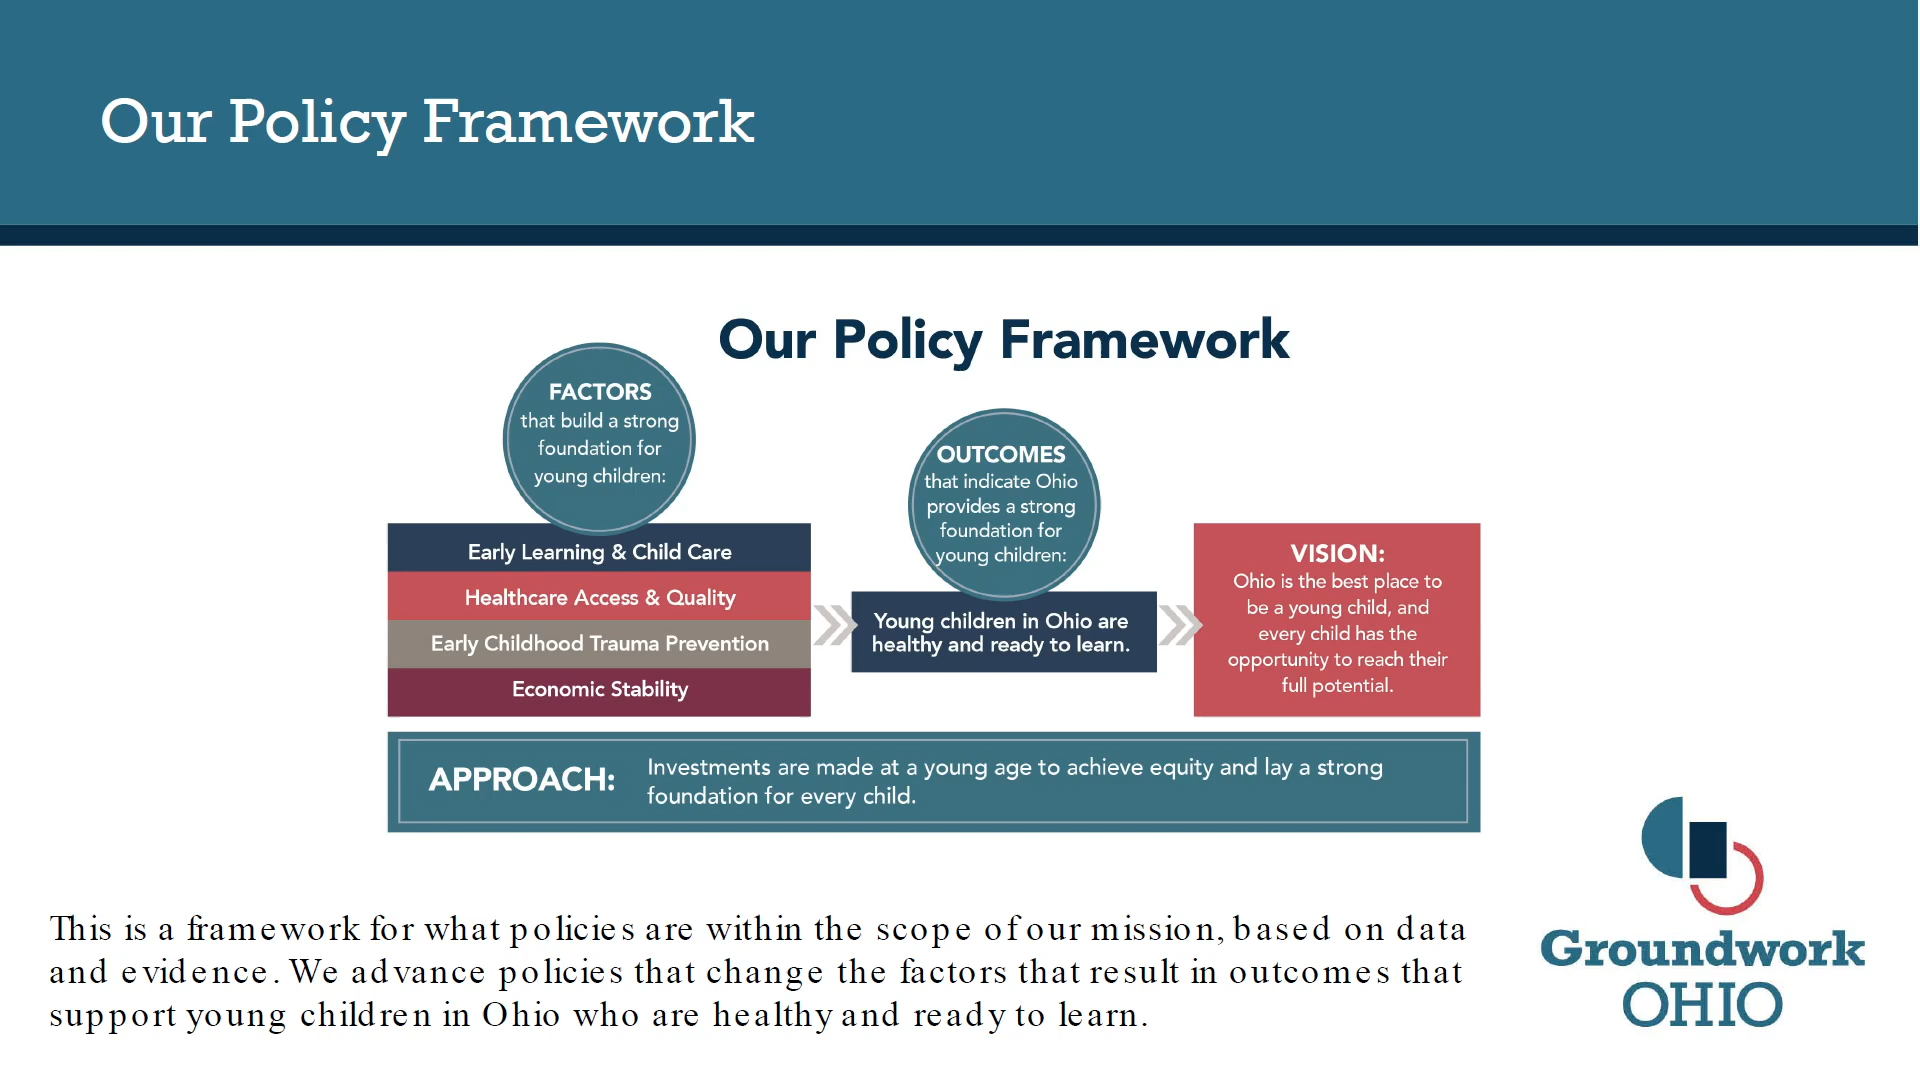 Our Policy Framework
Our Policy Framework
FACTORS
that build a strong
foundation for
young children:
Early Learning & Child Care
Healthcare Access & Quality
Early Childhood Trauma Prevention
Economic Stability
OUTCOMES
that indicate Ohio
provides a strong
foundation for
young children:
Young children in Ohio are
healthy and ready to learn.
VISION:
Ohio is the best place to
be a young child, and
every child has the
opportunity to reach their
full potential.
APPROACH:
Investments are made at a young age to achieve equity and lay a strong
foundation for every child.
This is a framework for what policies are within the scope of our mission, based on data
and evidence. We advance policies that change the factors that result in outcomes that
support young children in Ohio who are healthy and ready to learn.
Groundwork
OHIO